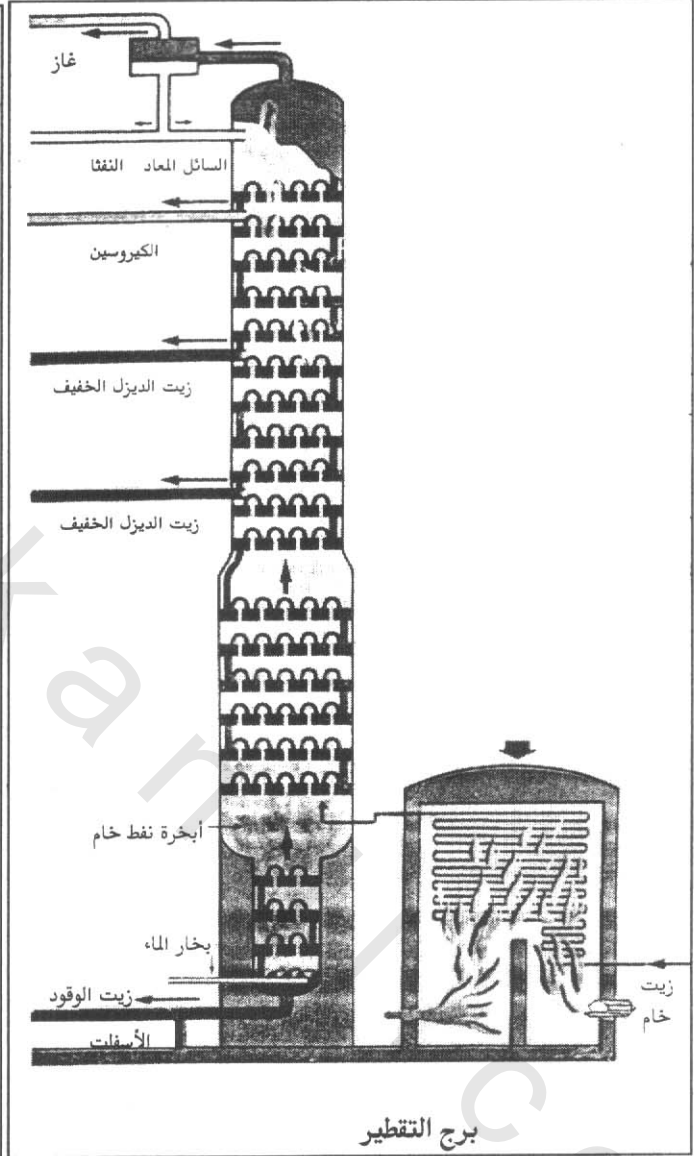 غاز
السائل المعاد
النفثا
الكيروسين
زيت الديزل الخفيف
زيت الديزل الخفيف
أبخرة نفط خام
بخار الماء
زيت الوقود
الأسفلت
زيت
خام
برج التقطير